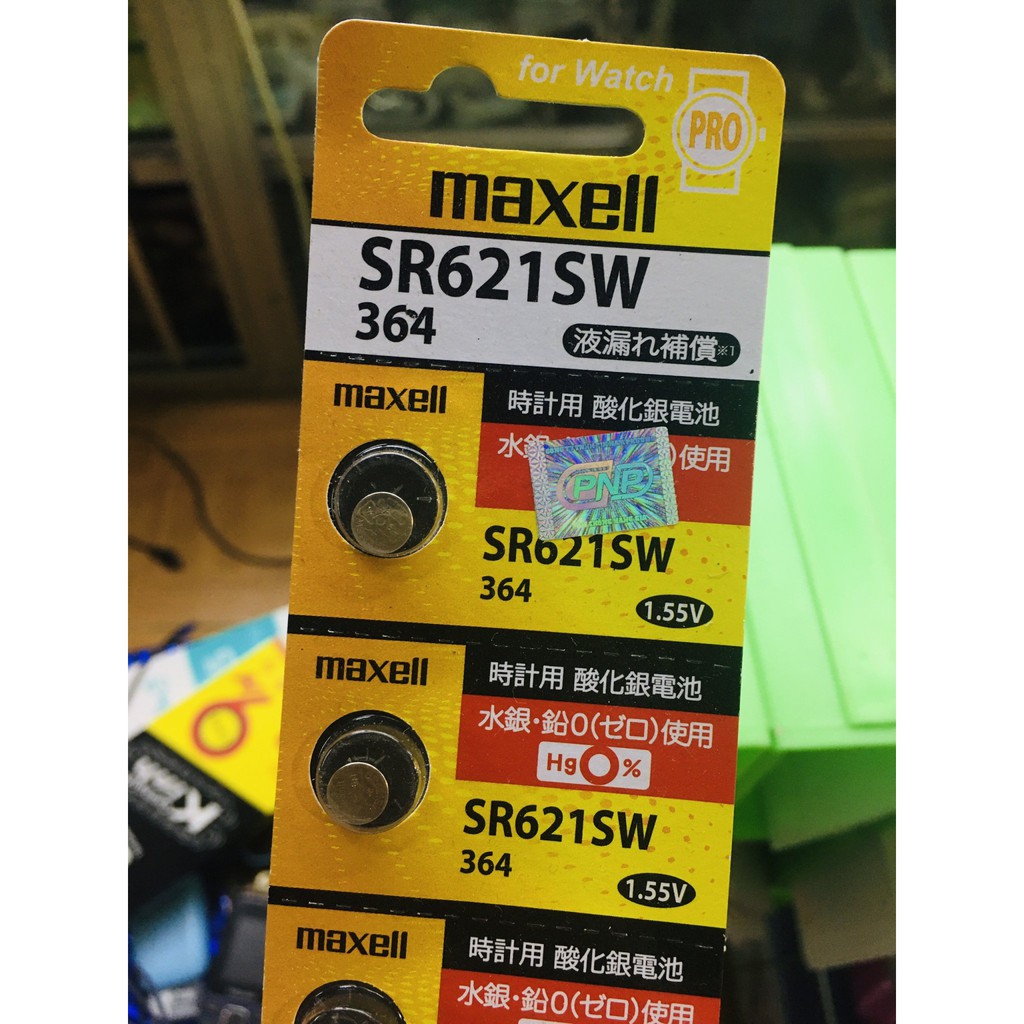 for Watch
PRO
maxell
SR621SW
364
液漏れ補償※1
maxell
時計用 酸化銀電池
水銀
)使用
PNP
SR621SW
364
1.55V
maxell
時計用 酸化銀電池
水銀・鉛0(ゼロ)使用
Hg0%
SR621SW
364
1.55V
maxell
時計用 酸化銀電池
水銀・鉛0(ゼロ)使用